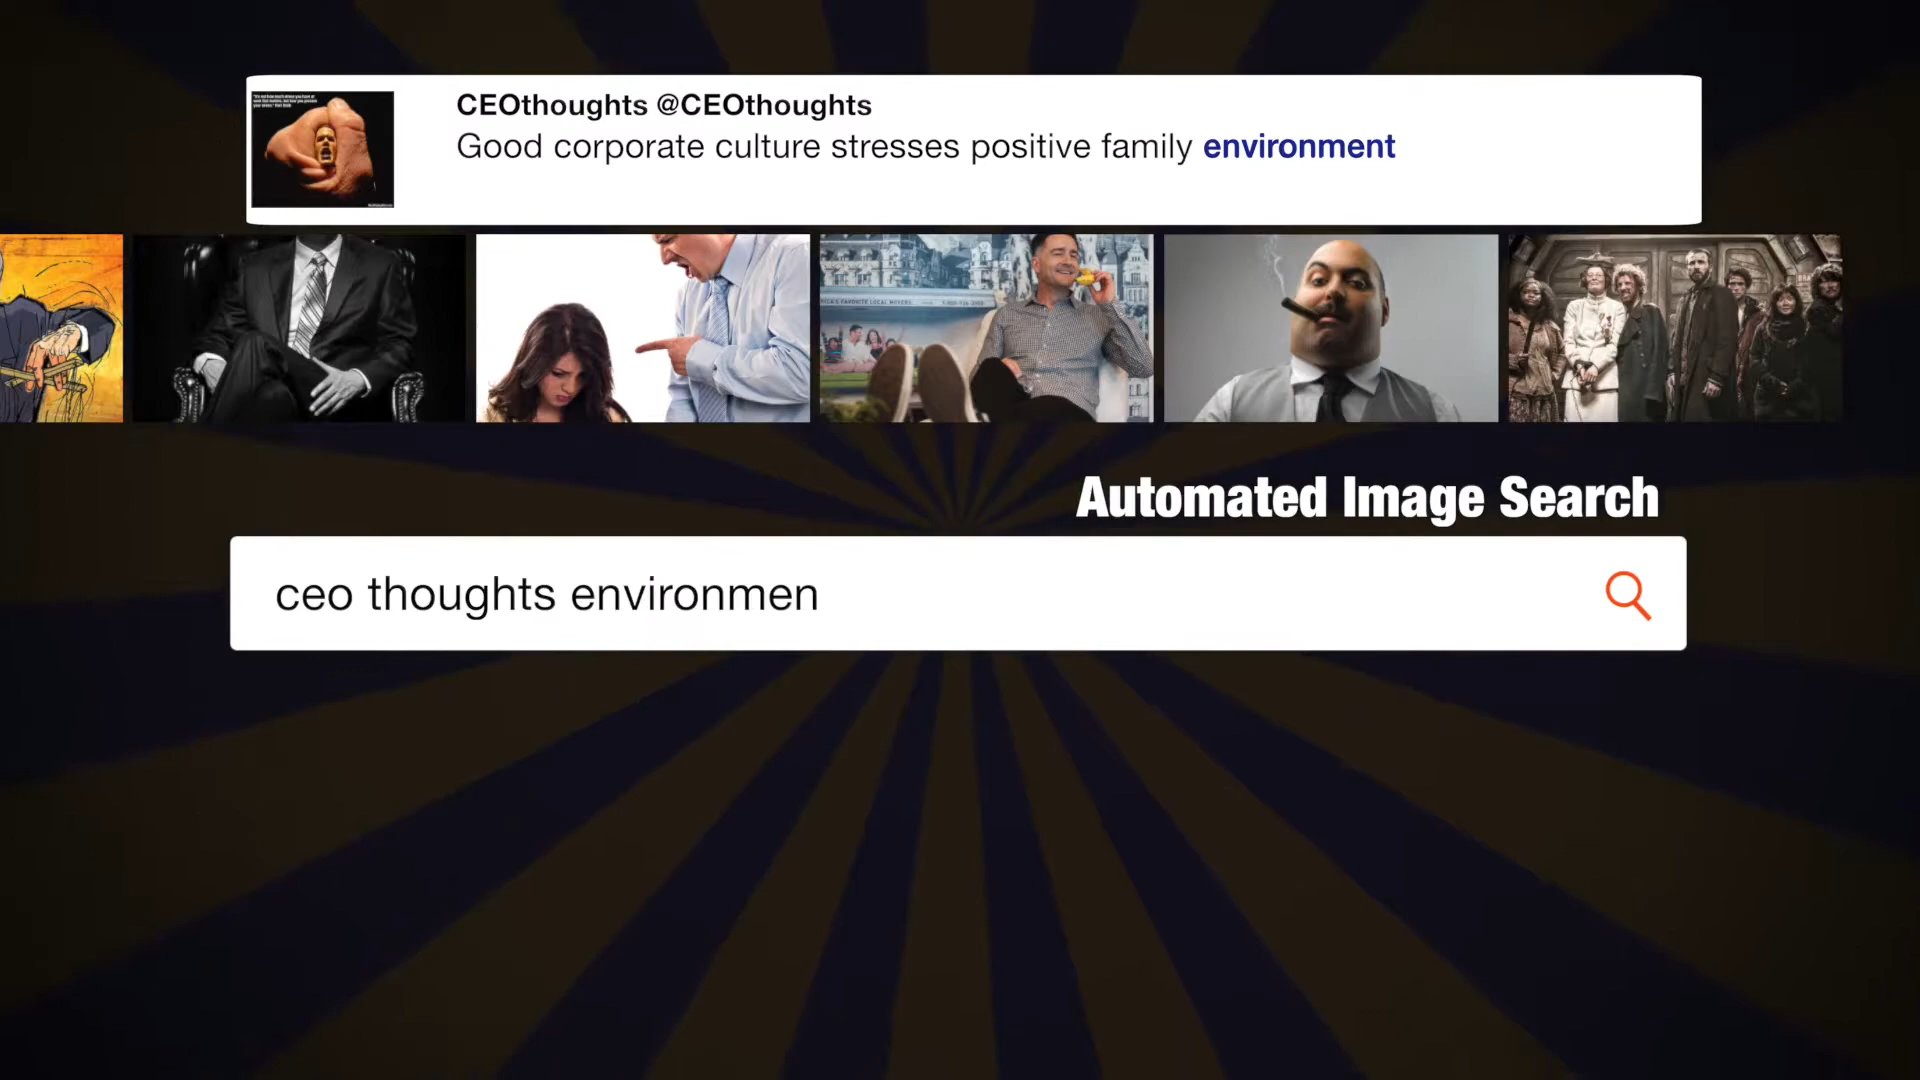 CEOthoughts @CEOthoughts
Good corporate culture stresses positive family environment
Automated Image Search
ceo thoughts environmen